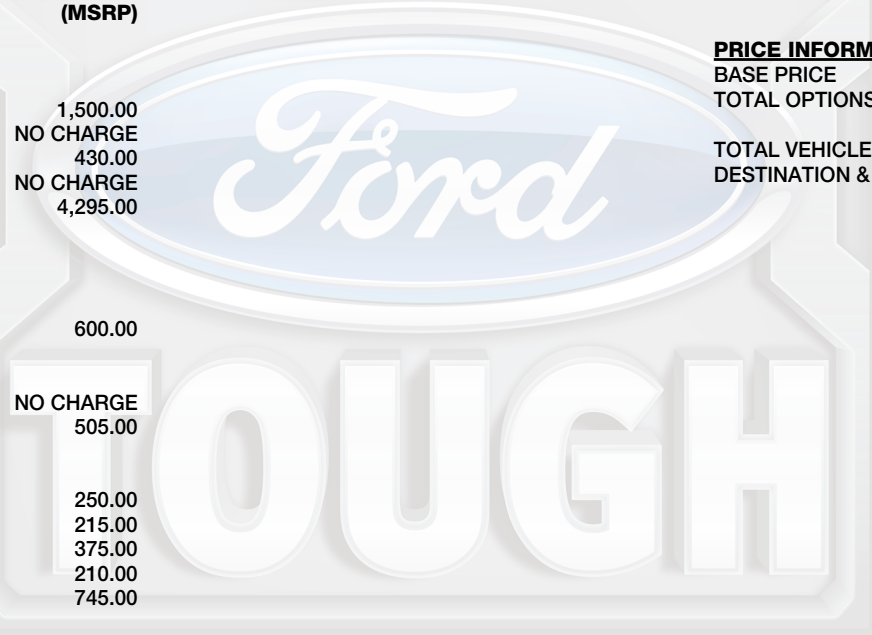 (MSRP)
1,500.00
NO CHARGE
430.00
NO CHARGE
4,295.00
600.00
NO CHARGE
505.00
250.00
215.00
375.00
210.00
745.00
PRICE INFORM
BASE PRICE
TOTAL OPTIONS
TOTAL VEHICLE
DESTINATION &
Ford
TOUGH